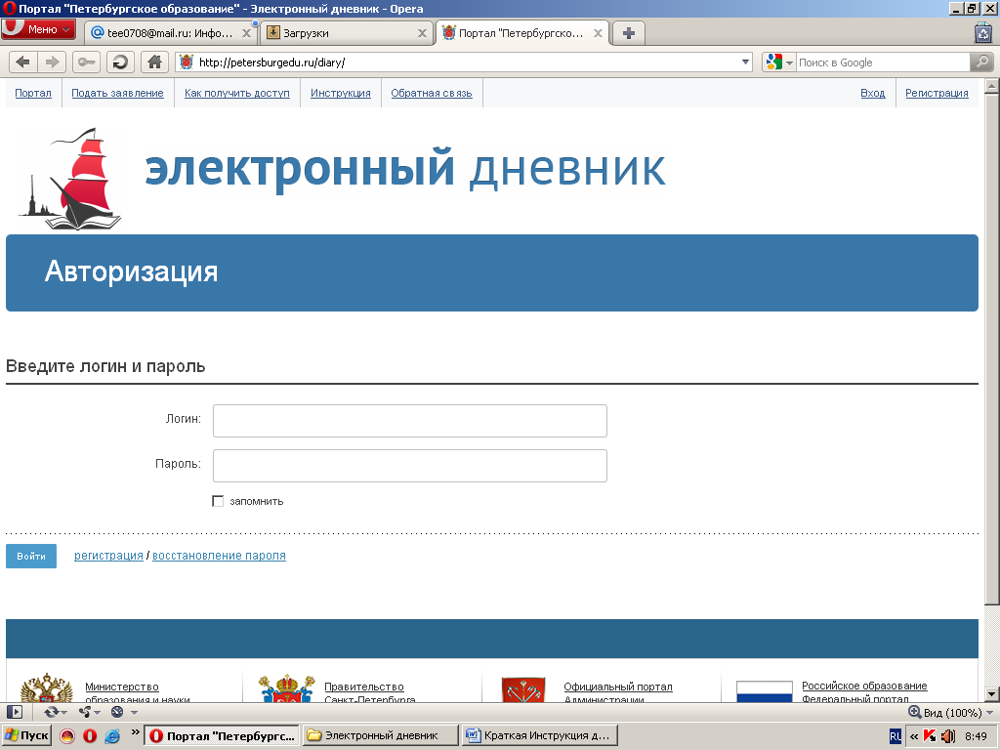 Портал "Петербургское образование" - Электронный дневник - Opera
Меню
tee0708@mail.ru: Инфо...
Загрузки
Портал "Петербургско...
http://petersburgedu.ru/diary/
Поиск в Google
Портал
Подать заявление
Как получить доступ
Инструкция
Обратная связь
Вход
Регистрация
электронный дневник
Авторизация
Введите логин и пароль
Логин:
Пароль:
запомнить
Войти
регистрация / восстановление пароля
Министерство
образования и науки
Правительство
Санкт-Петербурга
Официальный портал
Администрации
Российское образование
Федеральный портал
Вид (100%)
Пуск
»
Портал "Петербургс...
Электронный дневник
Краткая Инструкция д...
RL
«
8:49